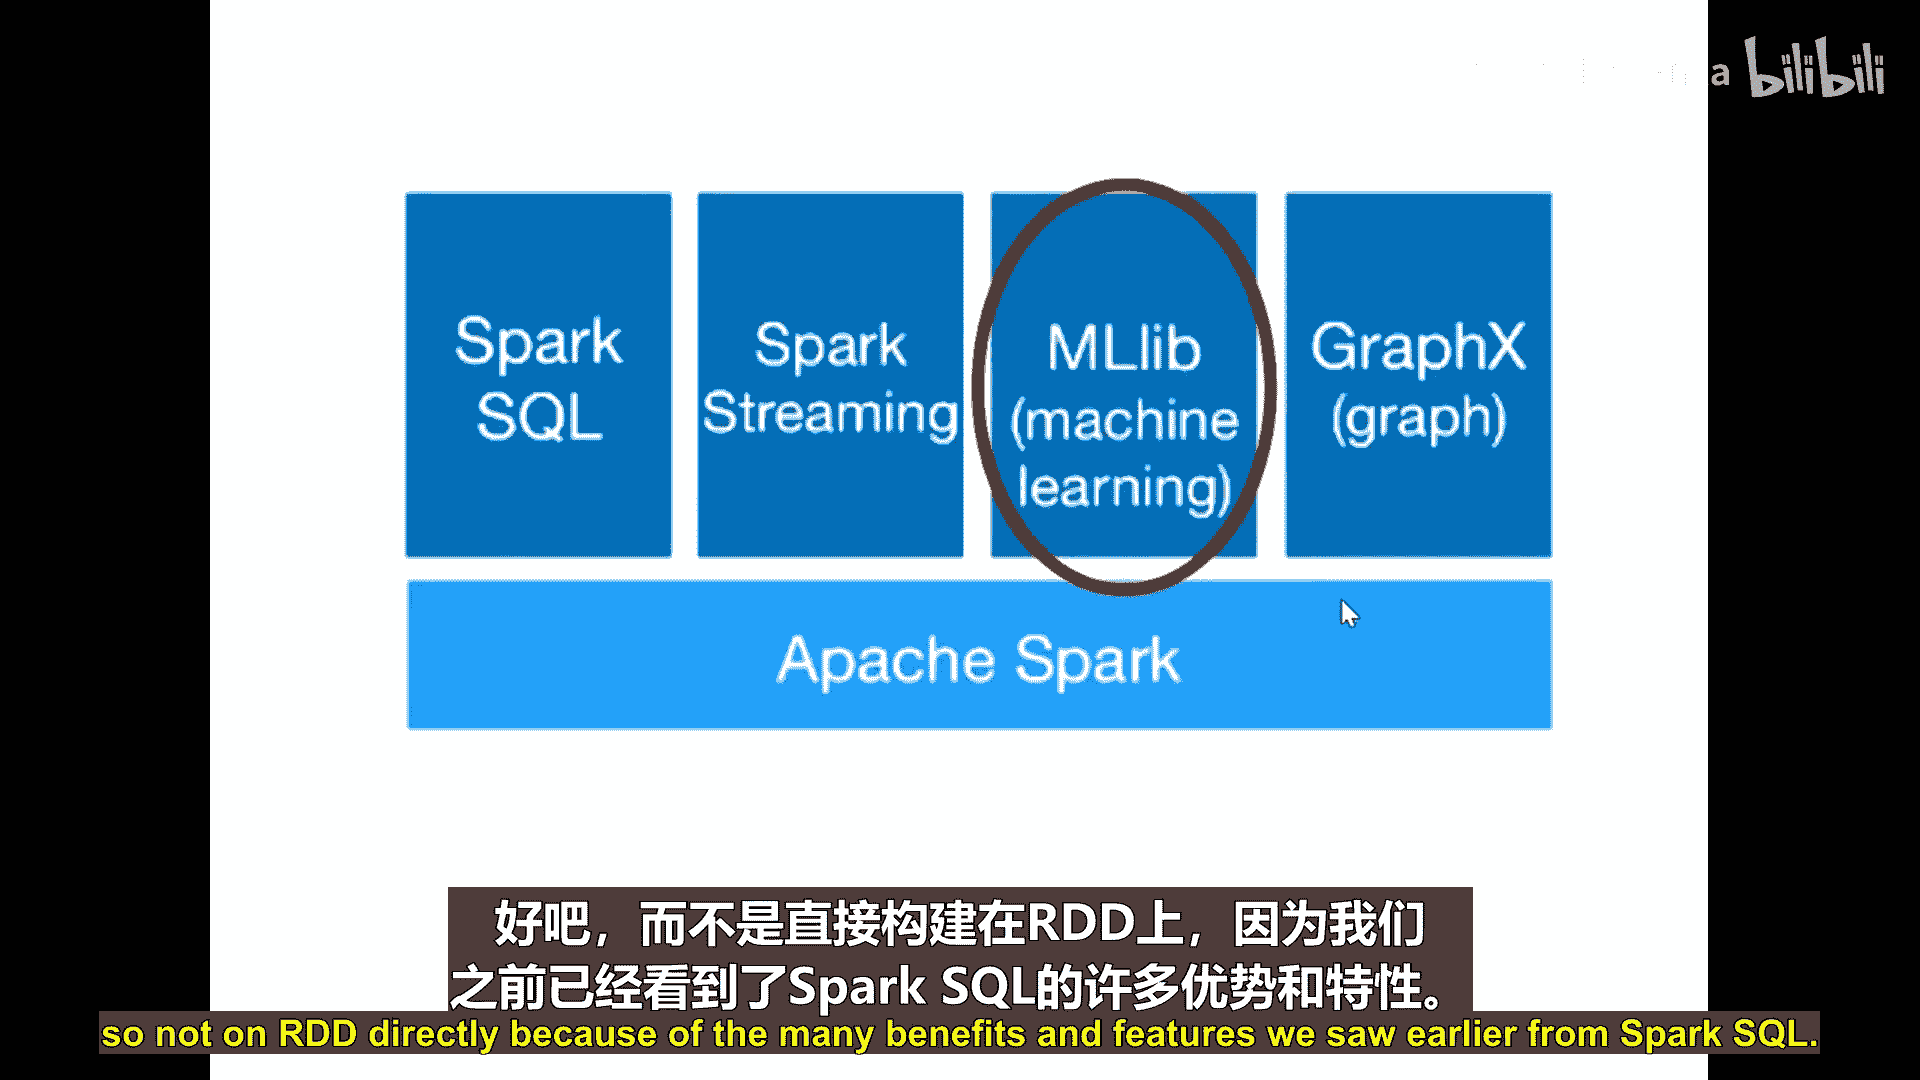 a bilibili
Spark
SQL
Spark
Streaming
MLlib
(machine
learning)
GraphX
(graph)
Apache Spark
好吧，而不是直接构建在RDD上，因为我们
之前已经看到了Spark SQL的许多优势和特性。
so not on RDD directly because of the many benefits and features we saw earlier from Spark SQL.